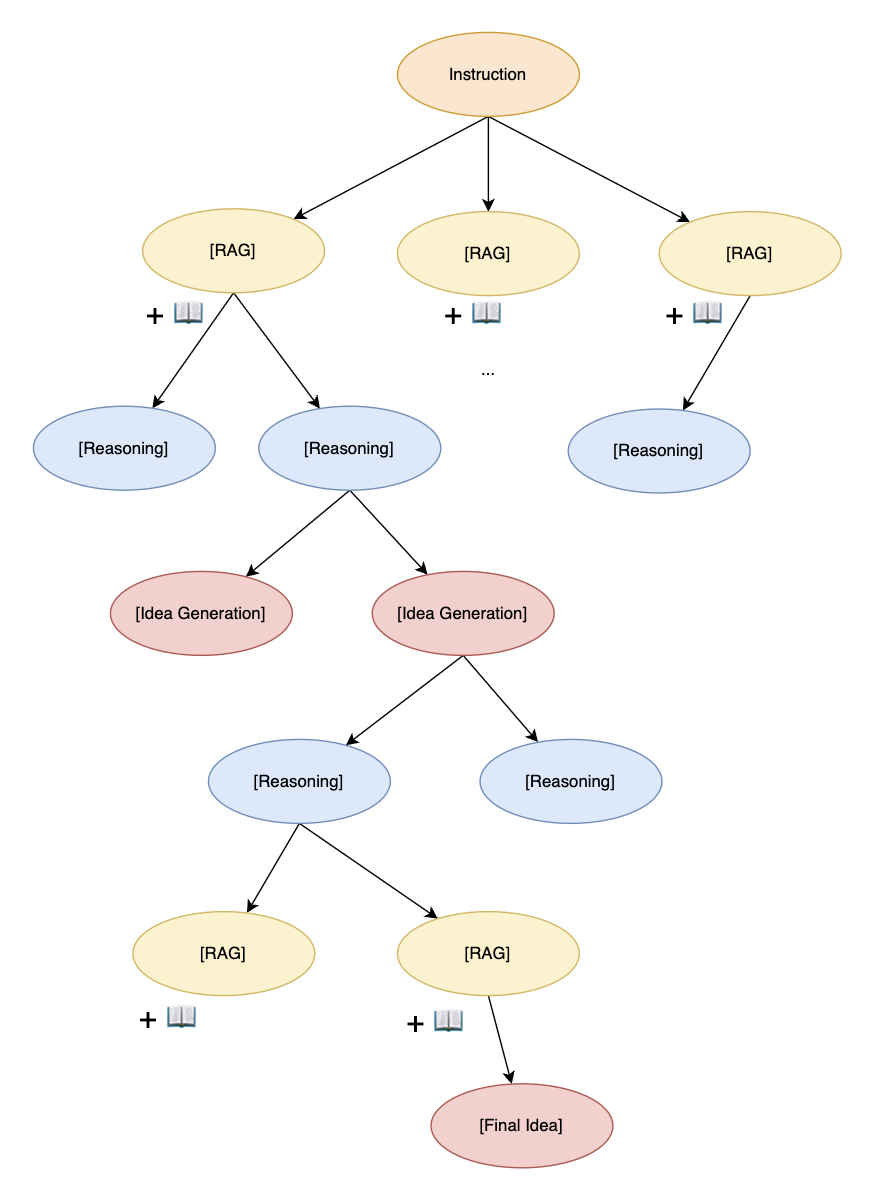 Instruction
[RAG]
[RAG]
[RAG]
+
+
+
...
[Reasoning]
[Reasoning]
[Reasoning]
[Idea Generation]
[Idea Generation]
[Reasoning]
[Reasoning]
[RAG]
[RAG]
+
+
[Final Idea]